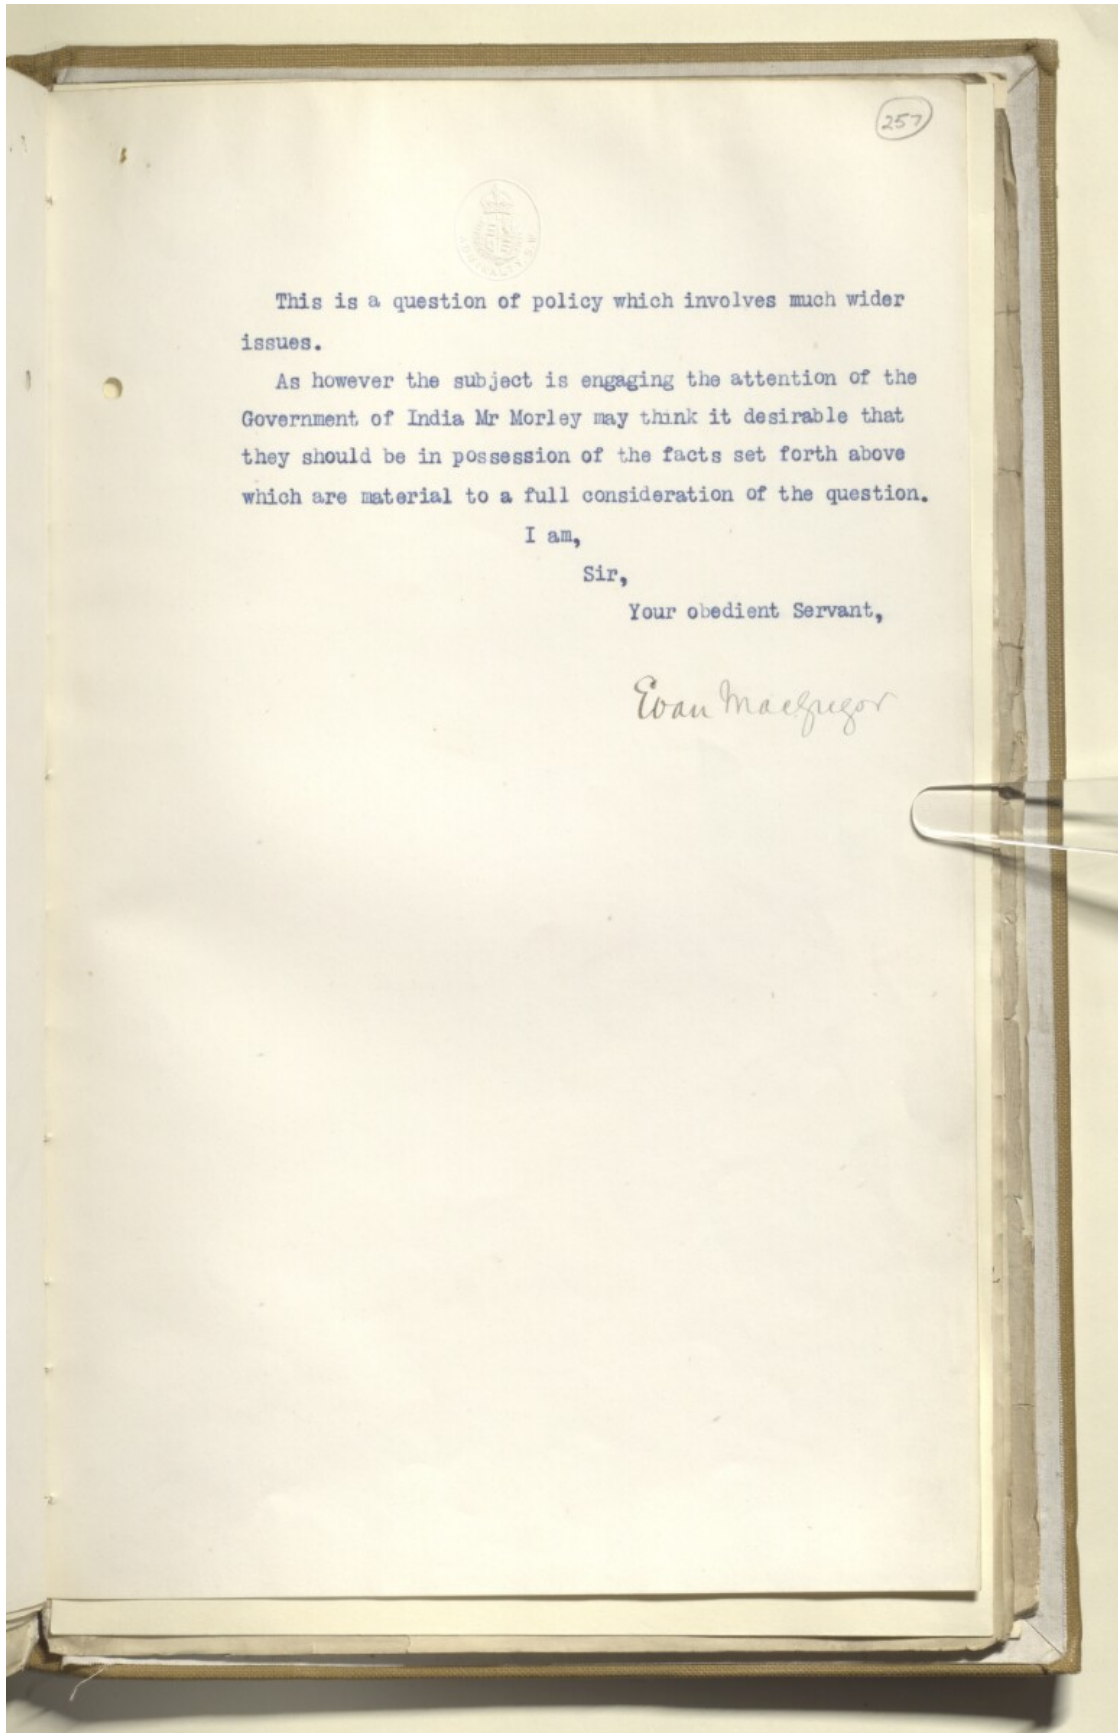 257
ADMIRALTY S.W.
This is a question of policy which involves much wider
issues.
As however the subject is engaging the attention of the
Government of India Mr Morley may think it desirable that
they should be in possession of the facts set forth above
which are material to a full consideration of the question.
I am,
Sir,
Your obedient Servant,
Evan MacGregor